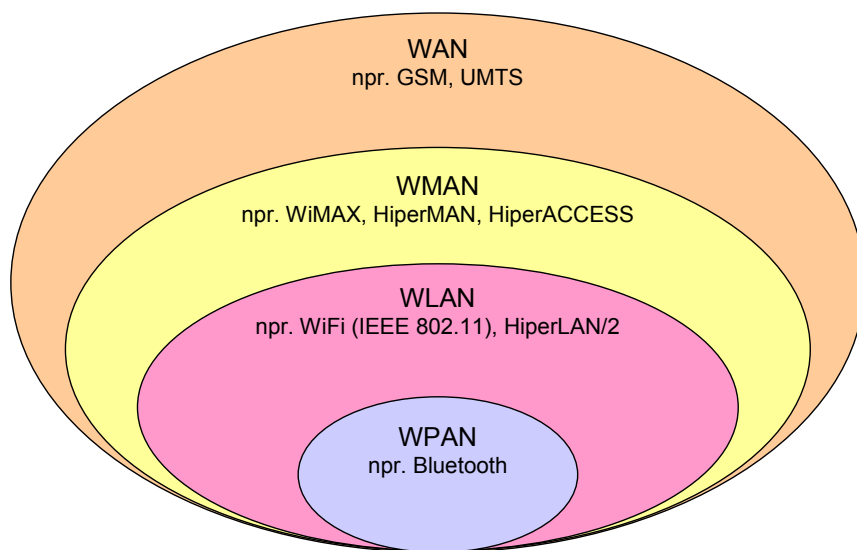 WAN
npr. GSM, UMTS
WMAN
npr. WiMAX, HiperMAN, HiperACCESS
WLAN
npr. WiFi (IEEE 802.11), HiperLAN/2
WPAN
npr. Bluetooth